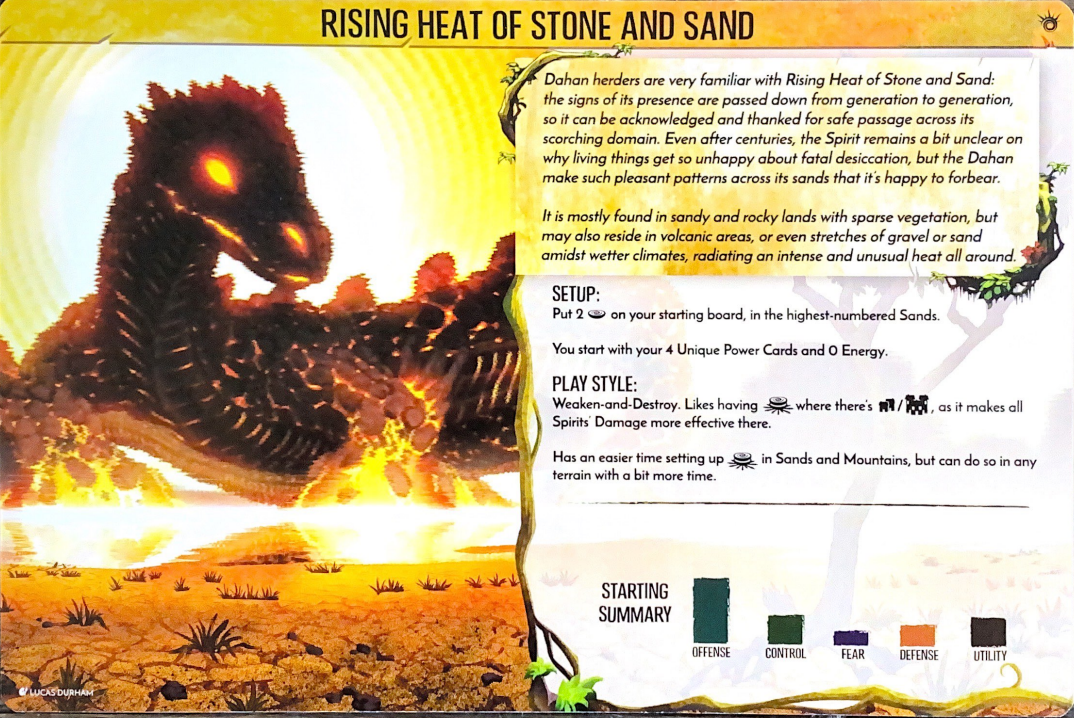 RISING HEAT OF STONE AND SAND
Dahan herders are very familiar with Rising Heat of Stone and Sand:
the signs of its presence are passed down from generation to generation,
so it can be acknowledged and thanked for safe passage across its
scorching domain. Even after centuries, the Spirit remains a bit unclear on
why living things get so unhappy about fatal desiccation, but the Dahan
make such pleasant patterns across its sands that it's happy to forbear.
It is mostly found in sandy and rocky lands with sparse vegetation, but
may also reside in volcanic areas, or even stretches of gravel or sand
amidst wetter climates, radiating an intense and unusual heat all around.
SETUP:
Put 2 on your starting board, in the highest-numbered Sands.
You start with your 4 Unique Power Cards and 0 Energy.
PLAY STYLE:
Weaken-and-Destroy. Likes having where there's / , as it makes all
Spirits' Damage more effective there.
Has an easier time setting up in Sands and Mountains, but can do so in any
terrain with a bit more time.
STARTING
SUMMARY
OFFENSE CONTROL FEAR DEFENSE UTILITY
LUCAS DURHAM